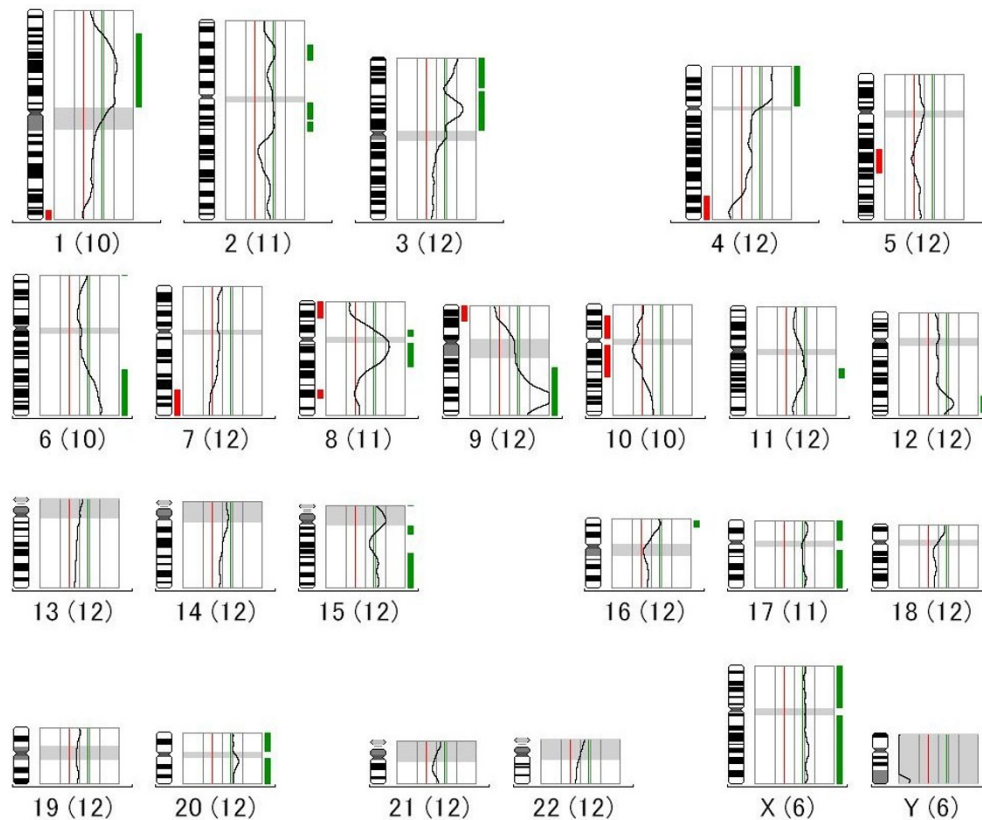 1 (10) 2 (11) 3 (12) 4 (12) 5 (12)
6 (10) 7 (12) 8 (11) 9 (12) 10 (10) 11 (12) 12 (12)
13 (12) 14 (12) 15 (12) 16 (12) 17 (11) 18 (12)
19 (12) 20 (12) 21 (12) 22 (12) X (6) Y (6)